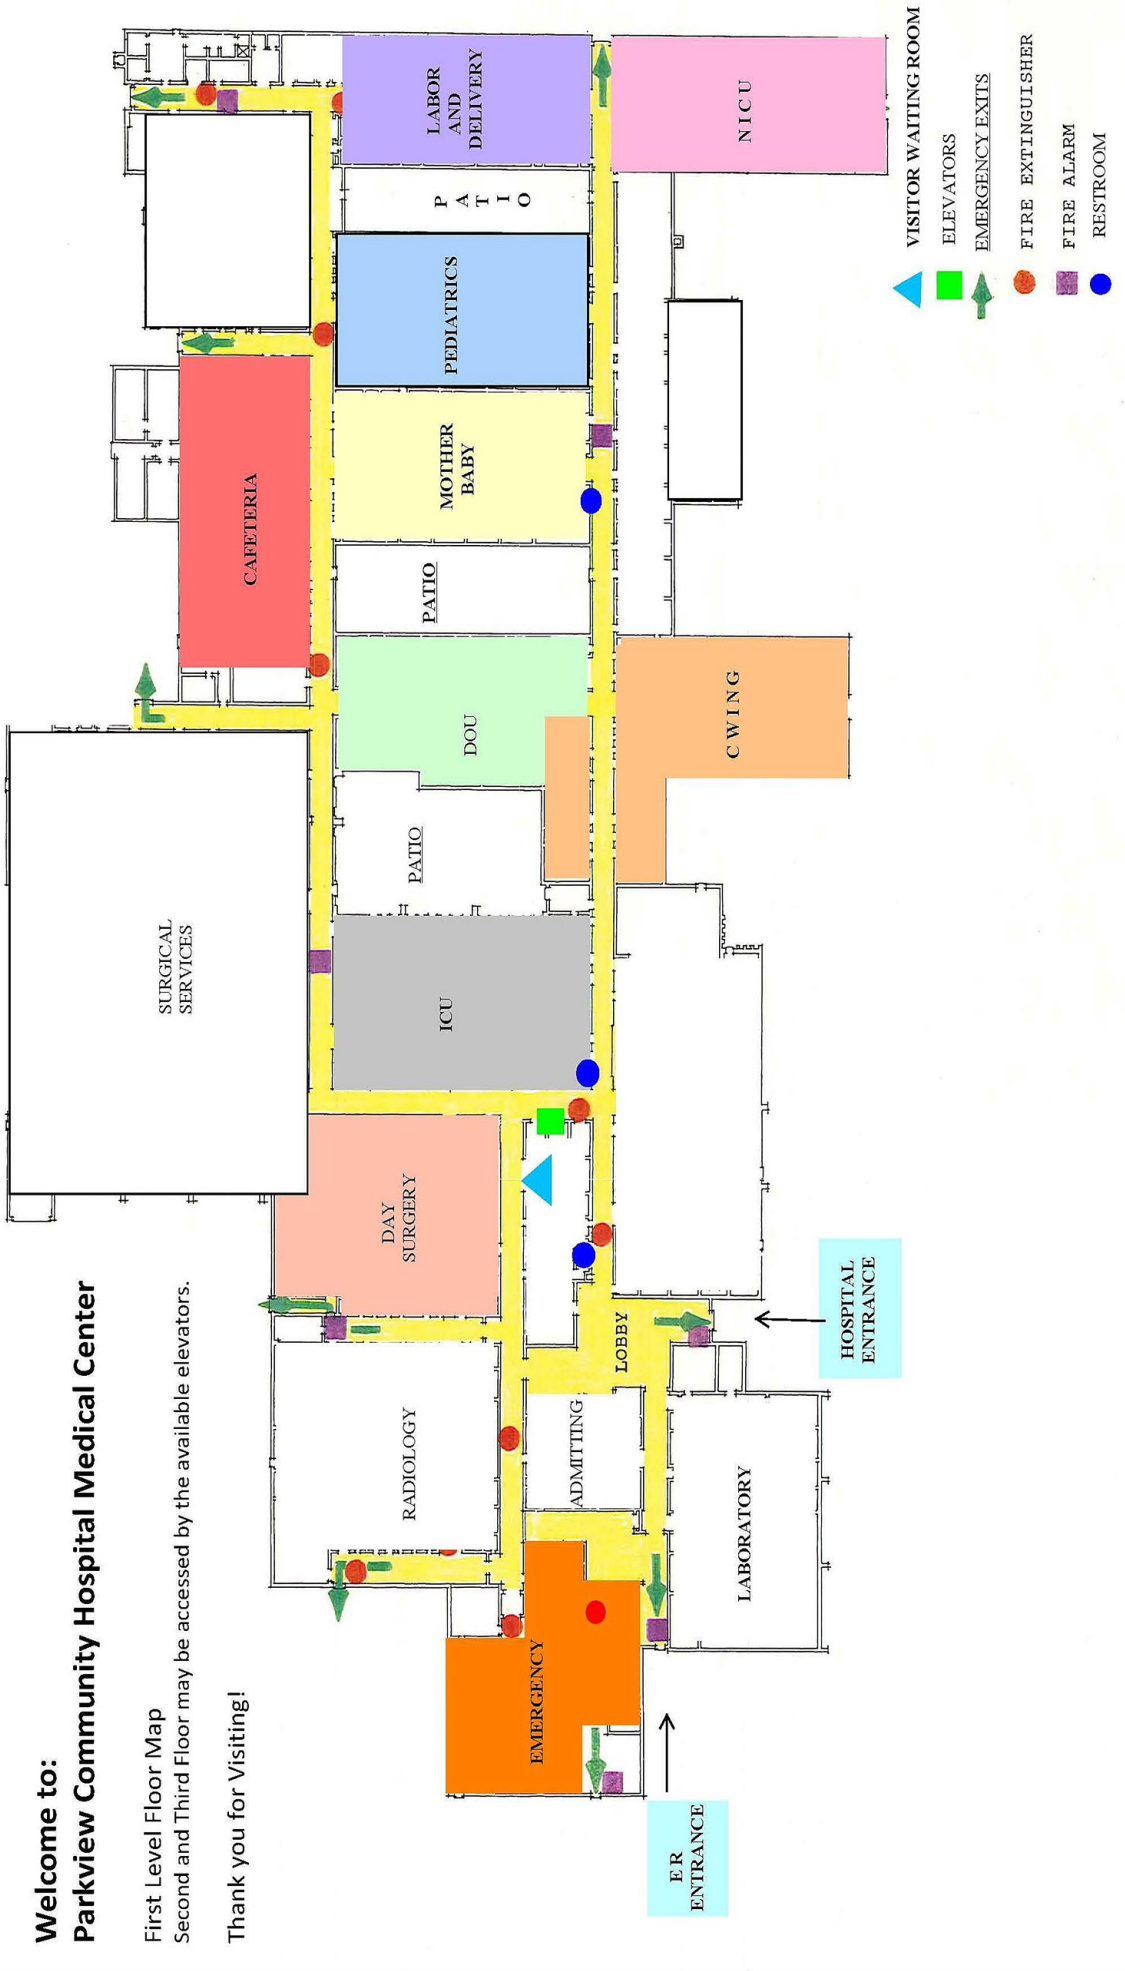 Welcome to:
Parkview Community Hospital Medical Center
First Level Floor Map
Second and Third Floor may be accessed by the available elevators.
Thank you for Visiting!
SURGICAL
SERVICES
CAFETERIA
DAY
SURGERY
RADIOLOGY
ICU
PATIO
DOU
PATIO
MOTHER
BABY
PEDIATRICS
P
A
T
I
O
LABOR
AND
DELIVERY
EMERGENCY
ADMITTING
LOBBY
LABORATORY
C WING
NICU
E R
ENTRANCE
HOSPITAL
ENTRANCE
VISITOR WAITING ROOM
ELEVATORS
EMERGENCY EXITS
FIRE EXTINGUISHER
FIRE ALARM
RESTROOM